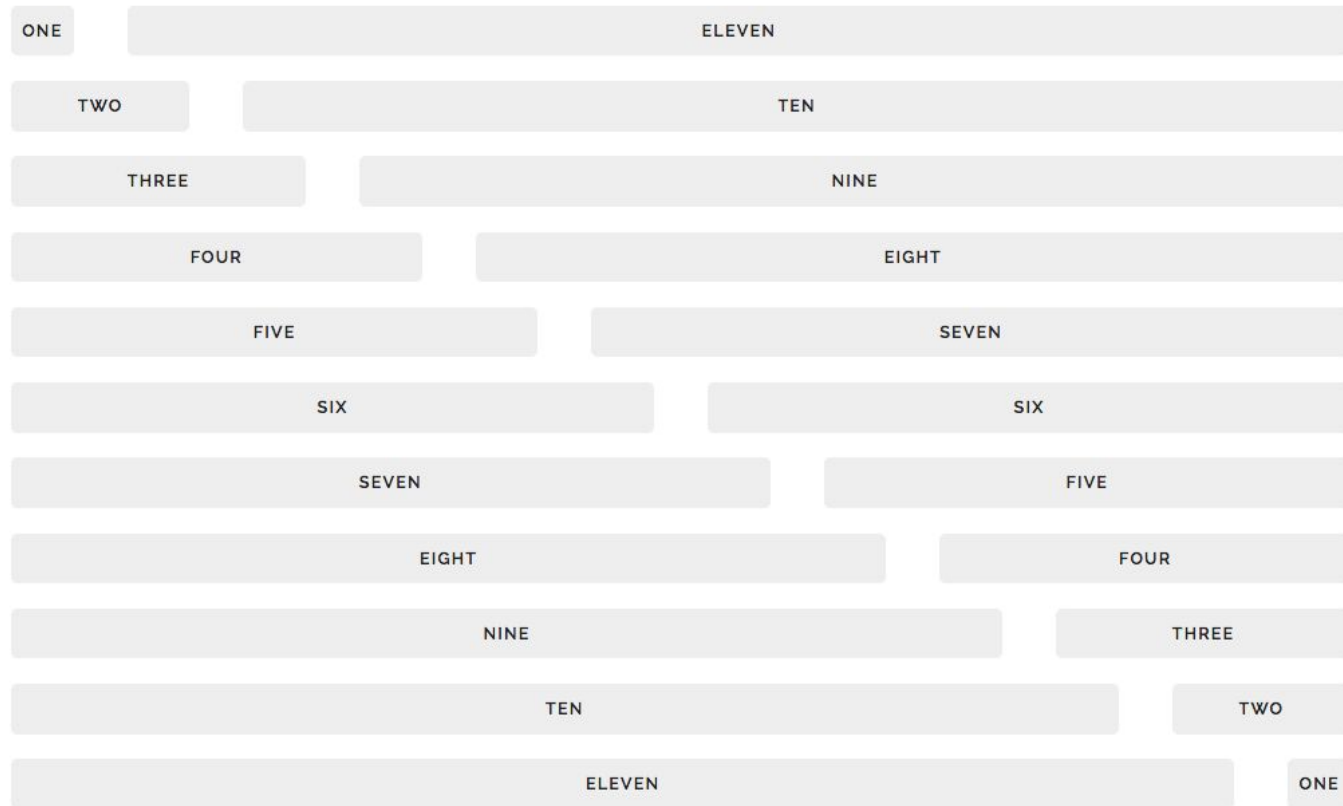 ONE ELEVEN
TWO TEN
THREE NINE
FOUR EIGHT
FIVE SEVEN
SIX SIX
SEVEN FIVE
EIGHT FOUR
NINE THREE
TEN TWO
ELEVEN ONE